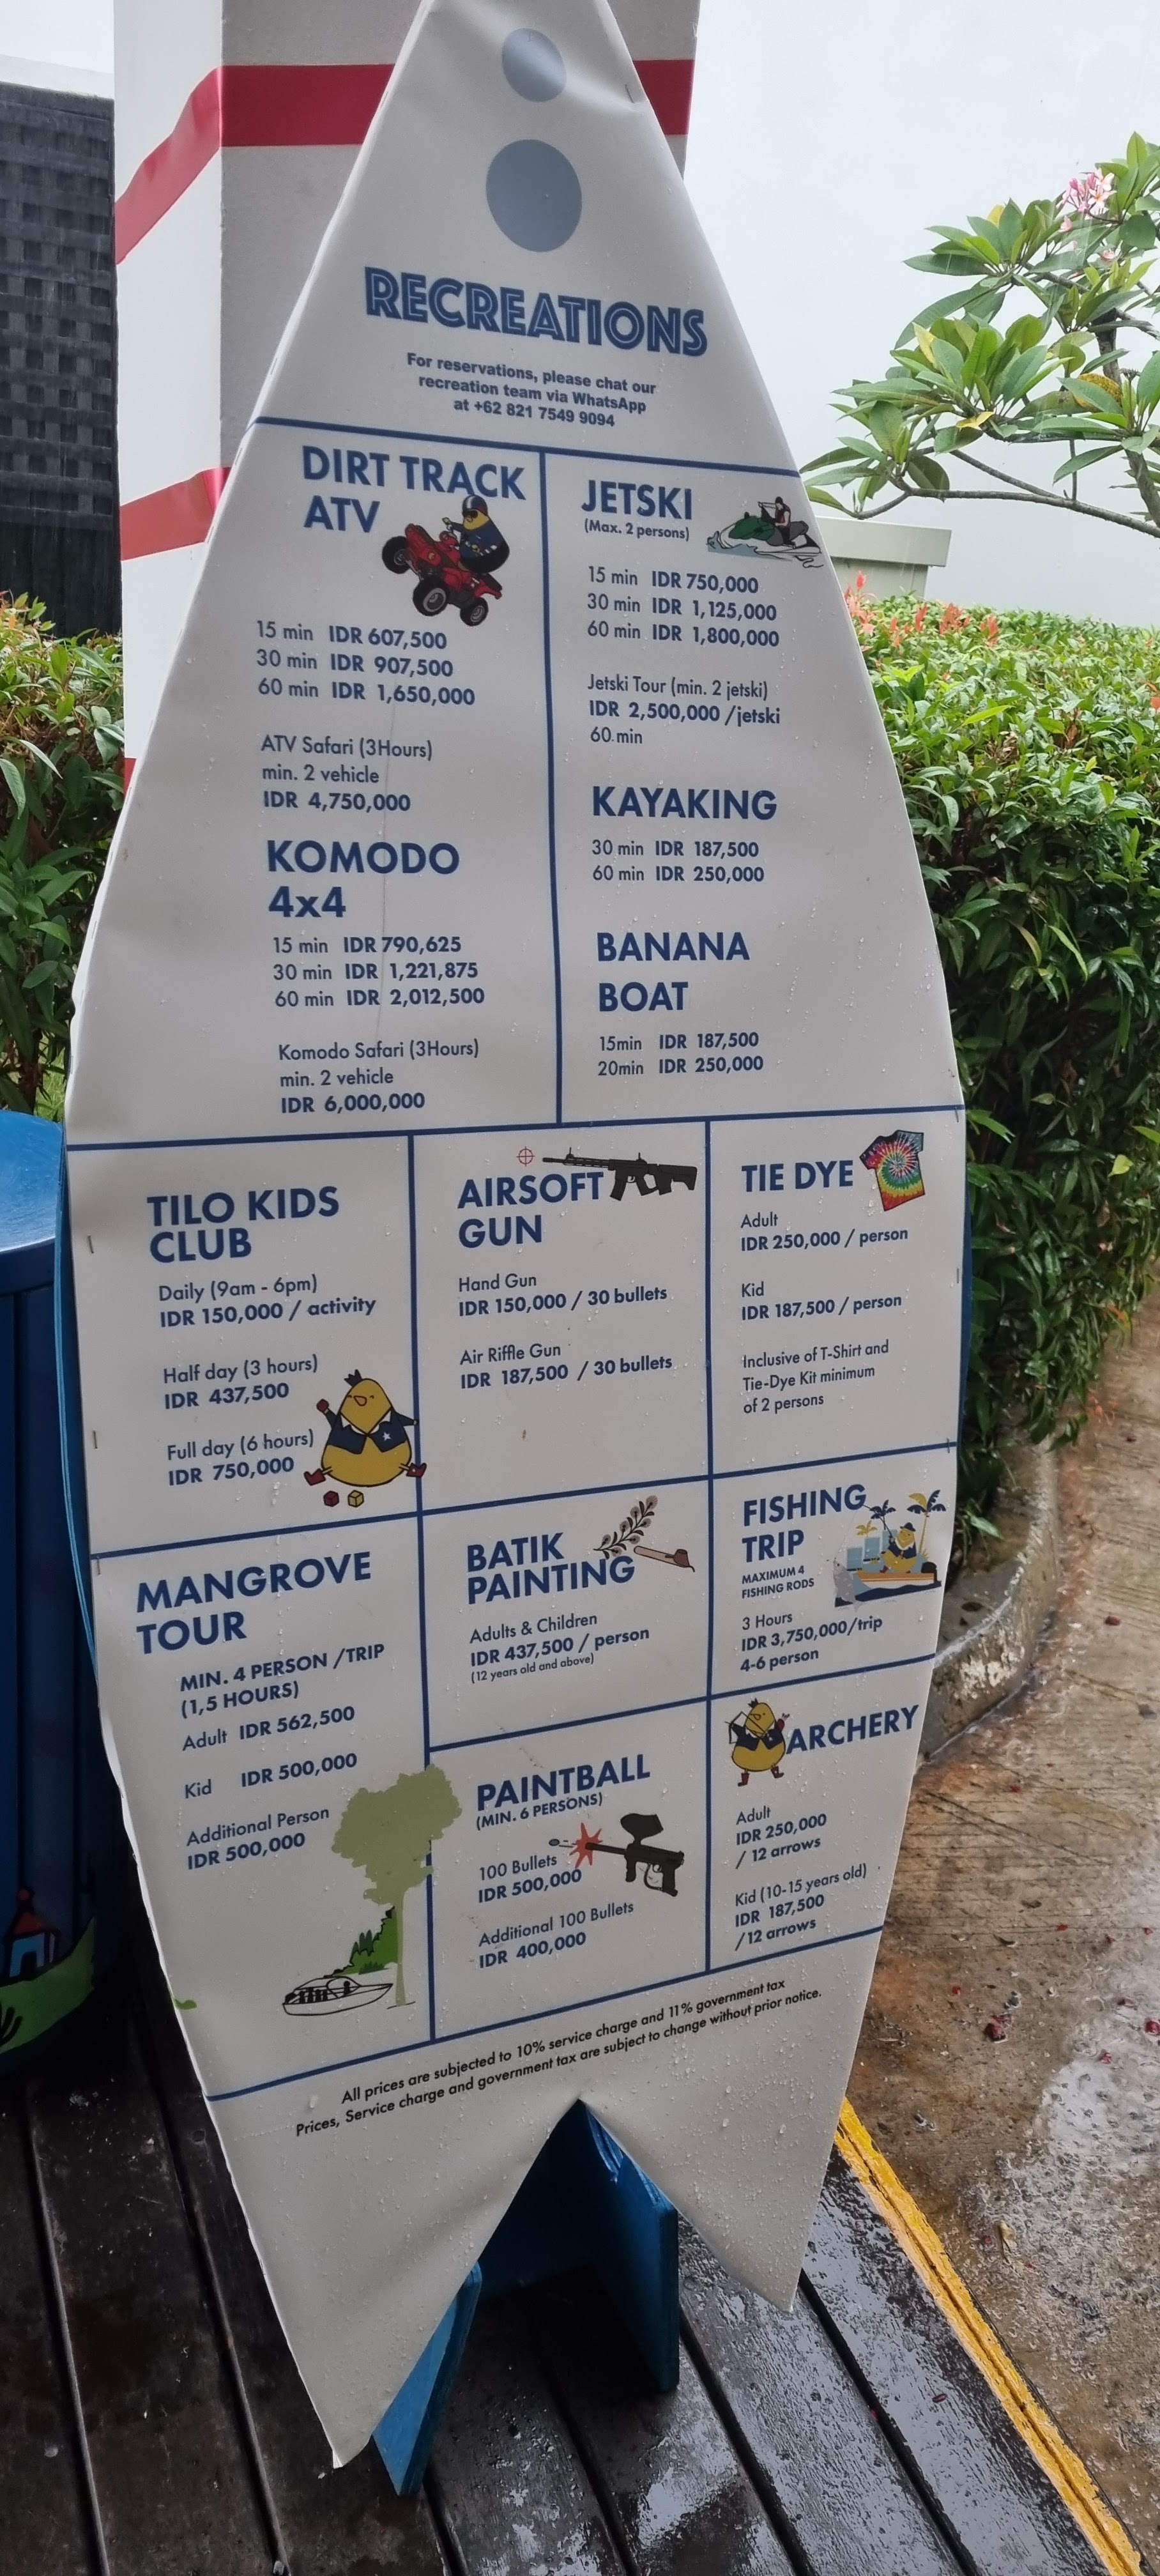 RECREATIONS
For reservations, please chat our
recreation team via WhatsApp
at +62 821 7549 9094
DIRT TRACK
ATV
15 min IDR 607,500
30 min IDR 907,500
60 min IDR 1,650,000
ATV Safari (3Hours)
min. 2 vehicle
IDR 4,750,000
KOMODO
4x4
15 min IDR 790,625
30 min IDR 1,221,875
60 min IDR 2,012,500
Komodo Safari (3Hours)
min. 2 vehicle
IDR 6,000,000
JETSKI
(Max. 2 persons)
15 min IDR 750,000
30 min IDR 1,125,000
60 min IDR 1,800,000
Jetski Tour (min. 2 jetski)
IDR 2,500,000 /jetski
60 min
KAYAKING
30 min IDR 187,500
60 min IDR 250,000
BANANA
BOAT
15min IDR 187,500
20min IDR 250,000
TILO KIDS
CLUB
Daily (9am - 6pm)
IDR 150,000 / activity
Half day (3 hours)
IDR 437,500
Full day (6 hours)
IDR 750,000
AIRSOFT
GUN
Hand Gun
IDR 150,000 / 30 bullets
Air Riffle Gun
IDR 187,500 / 30 bullets
TIE DYE
Adult
IDR 250,000 / person
Kid
IDR 187,500 / person
Inclusive of T-Shirt and
Tie-Dye Kit minimum
of 2 persons
MANGROVE
TOUR
MIN. 4 PERSON /TRIP
(1,5 HOURS)
Adult IDR 562,500
Kid IDR 500,000
Additional Person
IDR 500,000
BATIK
PAINTING
Adults & Children
IDR 437,500 / person
(12 years old and above)
FISHING
TRIP
MAXIMUM 4
FISHING RODS
3 Hours
IDR 3,750,000/trip
4-6 person
PAINTBALL
(MIN. 6 PERSONS)
100 Bullets
IDR 500,000
Additional 100 Bullets
IDR 400,000
ARCHERY
Adult
IDR 250,000
/ 12 arrows
Kid (10-15 years old)
IDR 187,500
/12 arrows
All prices are subjected to 10% service charge and 11% government tax
Prices, Service charge and government tax are subject to change without prior notice.